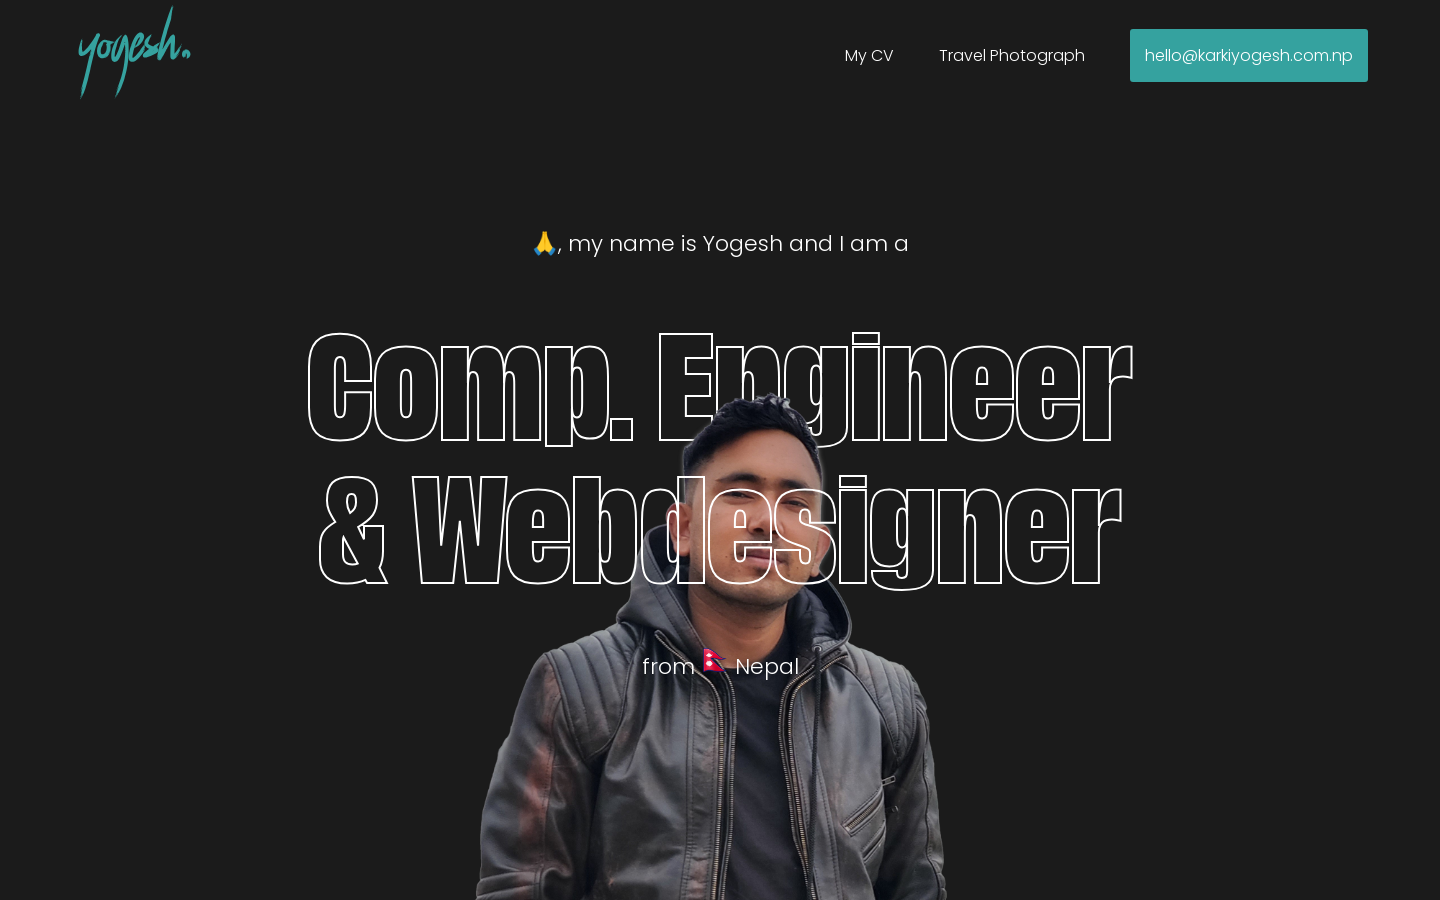 yogesh.
My CV
Travel Photograph
hello@karkiyogesh.com.np
🙏, my name is Yogesh and I am a
Comp. Engineer
& Webdesigner
from 🇳🇵 Nepal